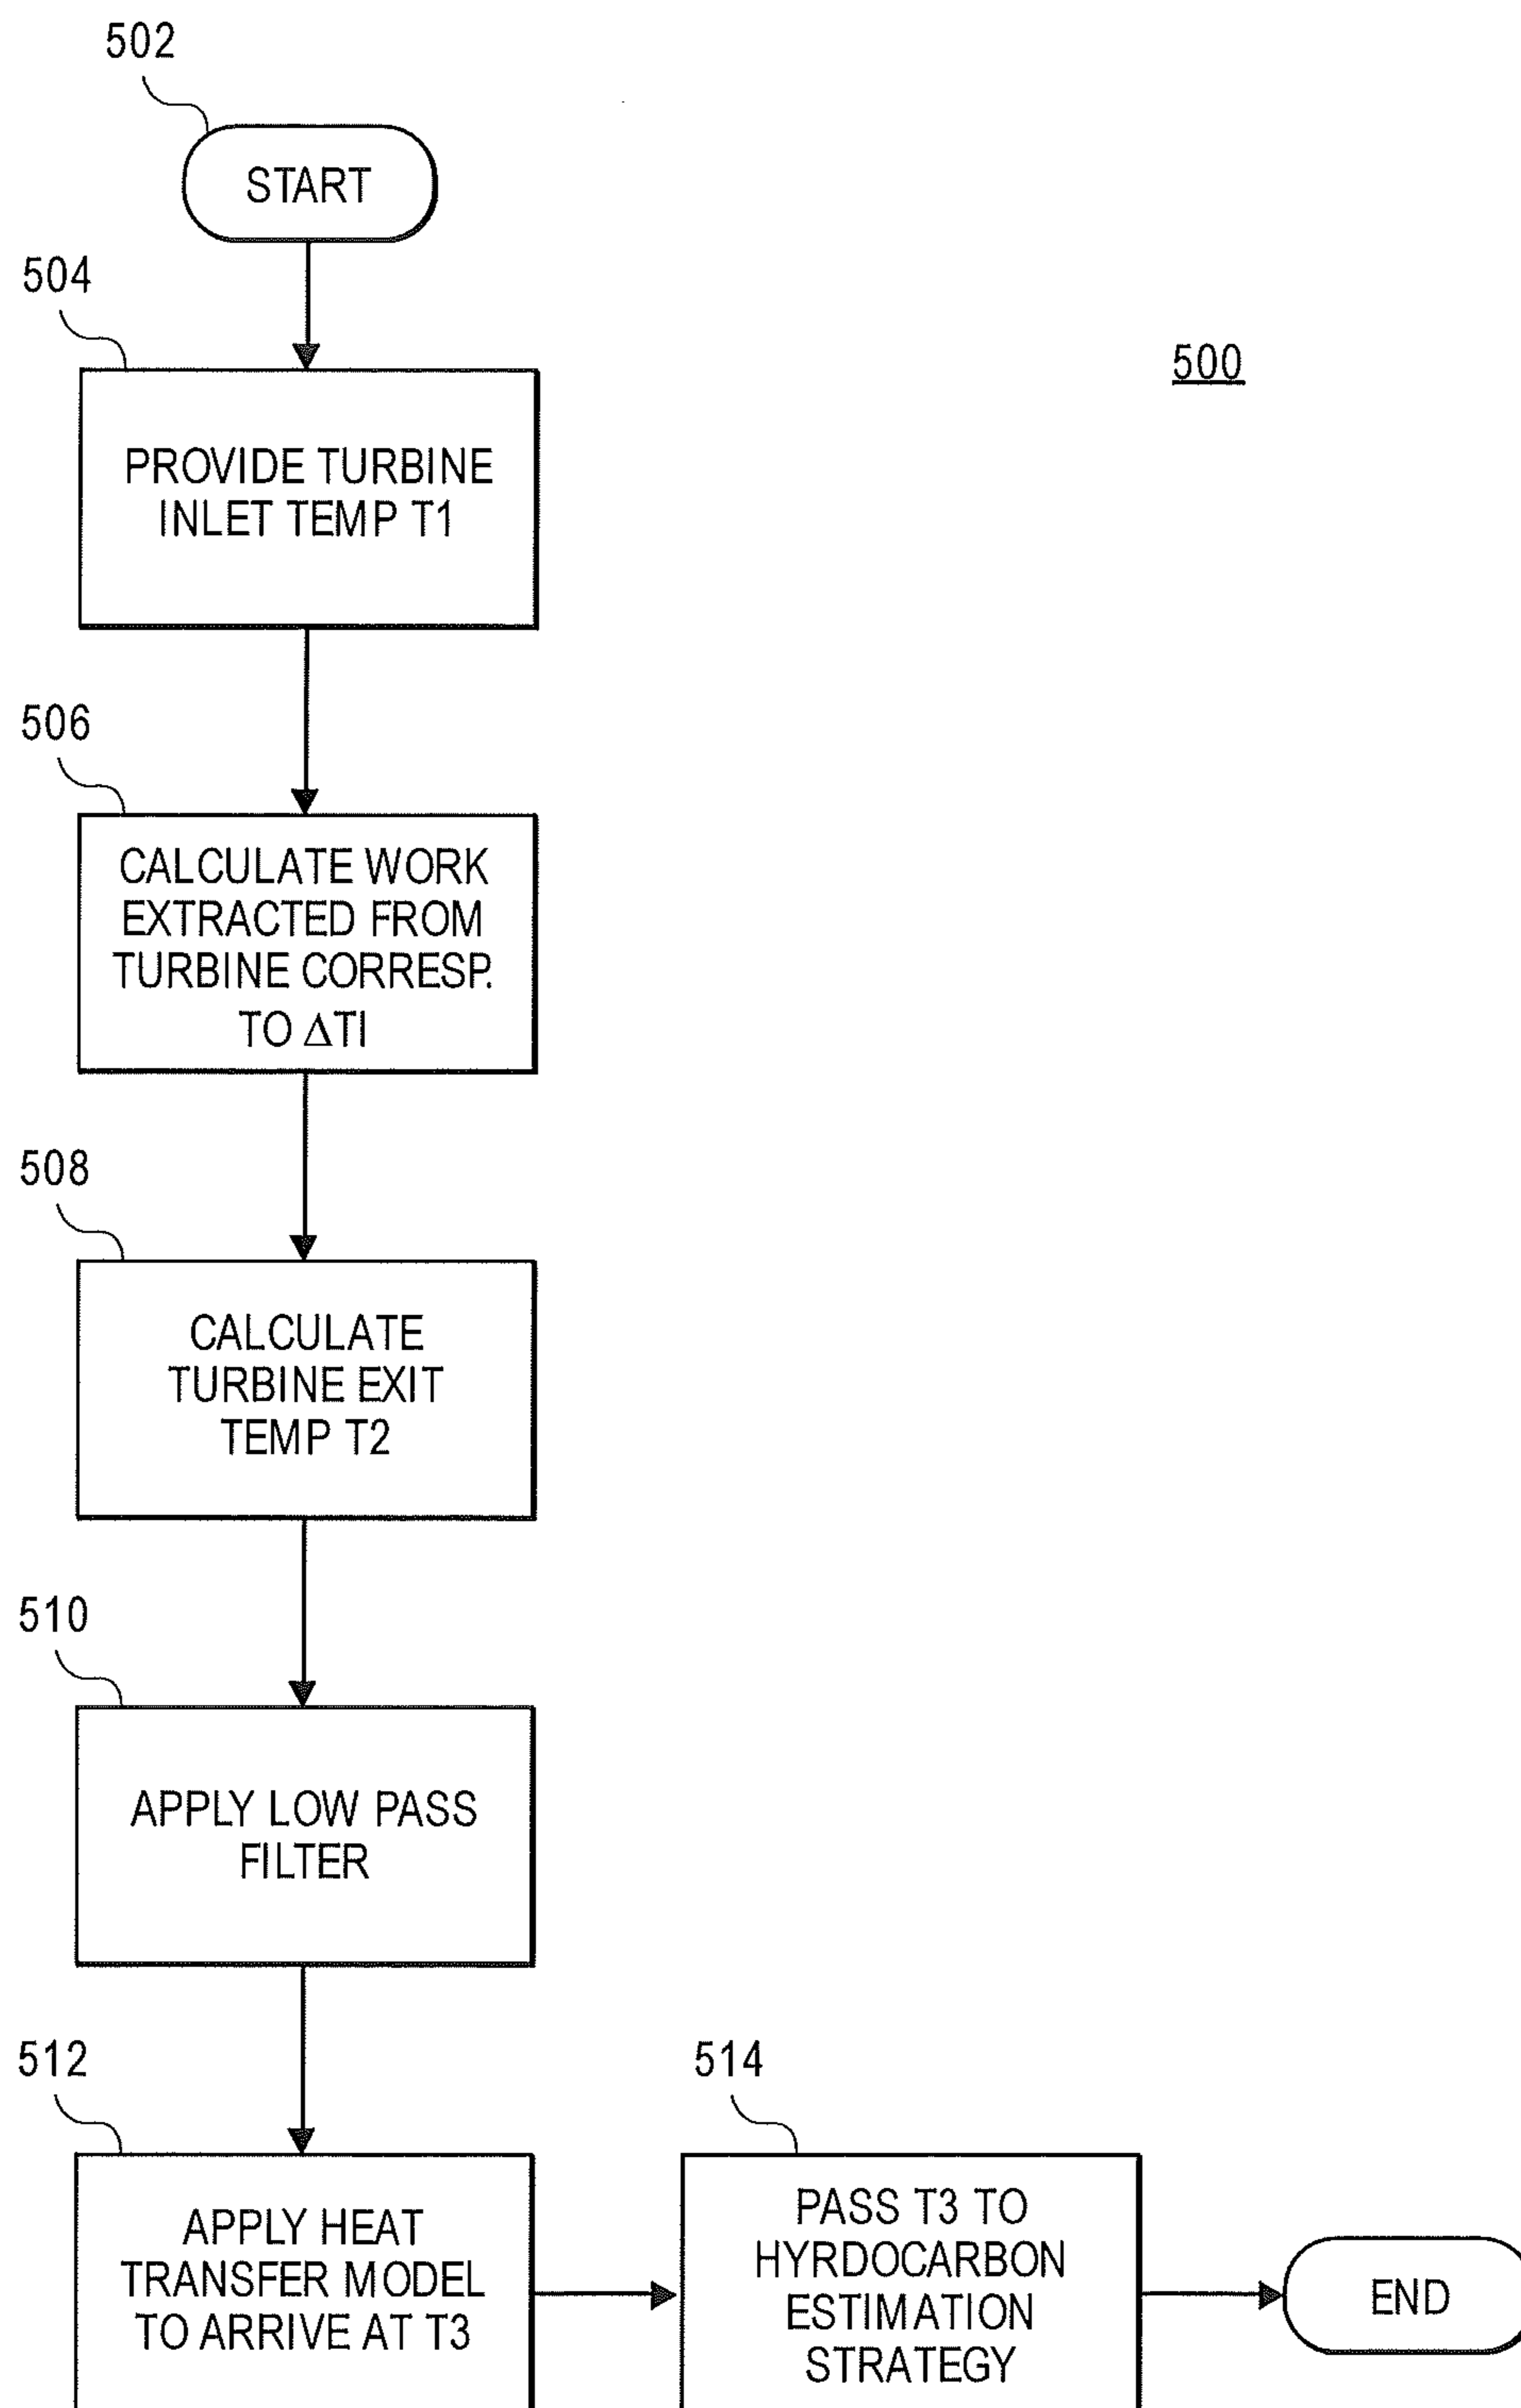 502
START
504
500
PROVIDE TURBINE
INLET TEMP T1
506
CALCULATE WORK
EXTRACTED FROM
TURBINE CORRESP.
TO ΔTI
508
CALCULATE
TURBINE EXIT
TEMP T2
510
APPLY LOW PASS
FILTER
512
APPLY HEAT
TRANSFER MODEL
TO ARRIVE AT T3
514
PASS T3 TO
HYRDOCARBON
ESTIMATION
STRATEGY
END